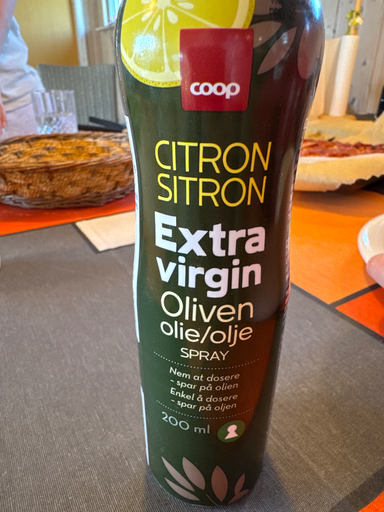 coop
CITRON
SITRON
Extra
virgin
Oliven
olie/olje
SPRAY
Nem at dosere
- spar på olien
Enkel å dosere
- spar på oljen
200 ml